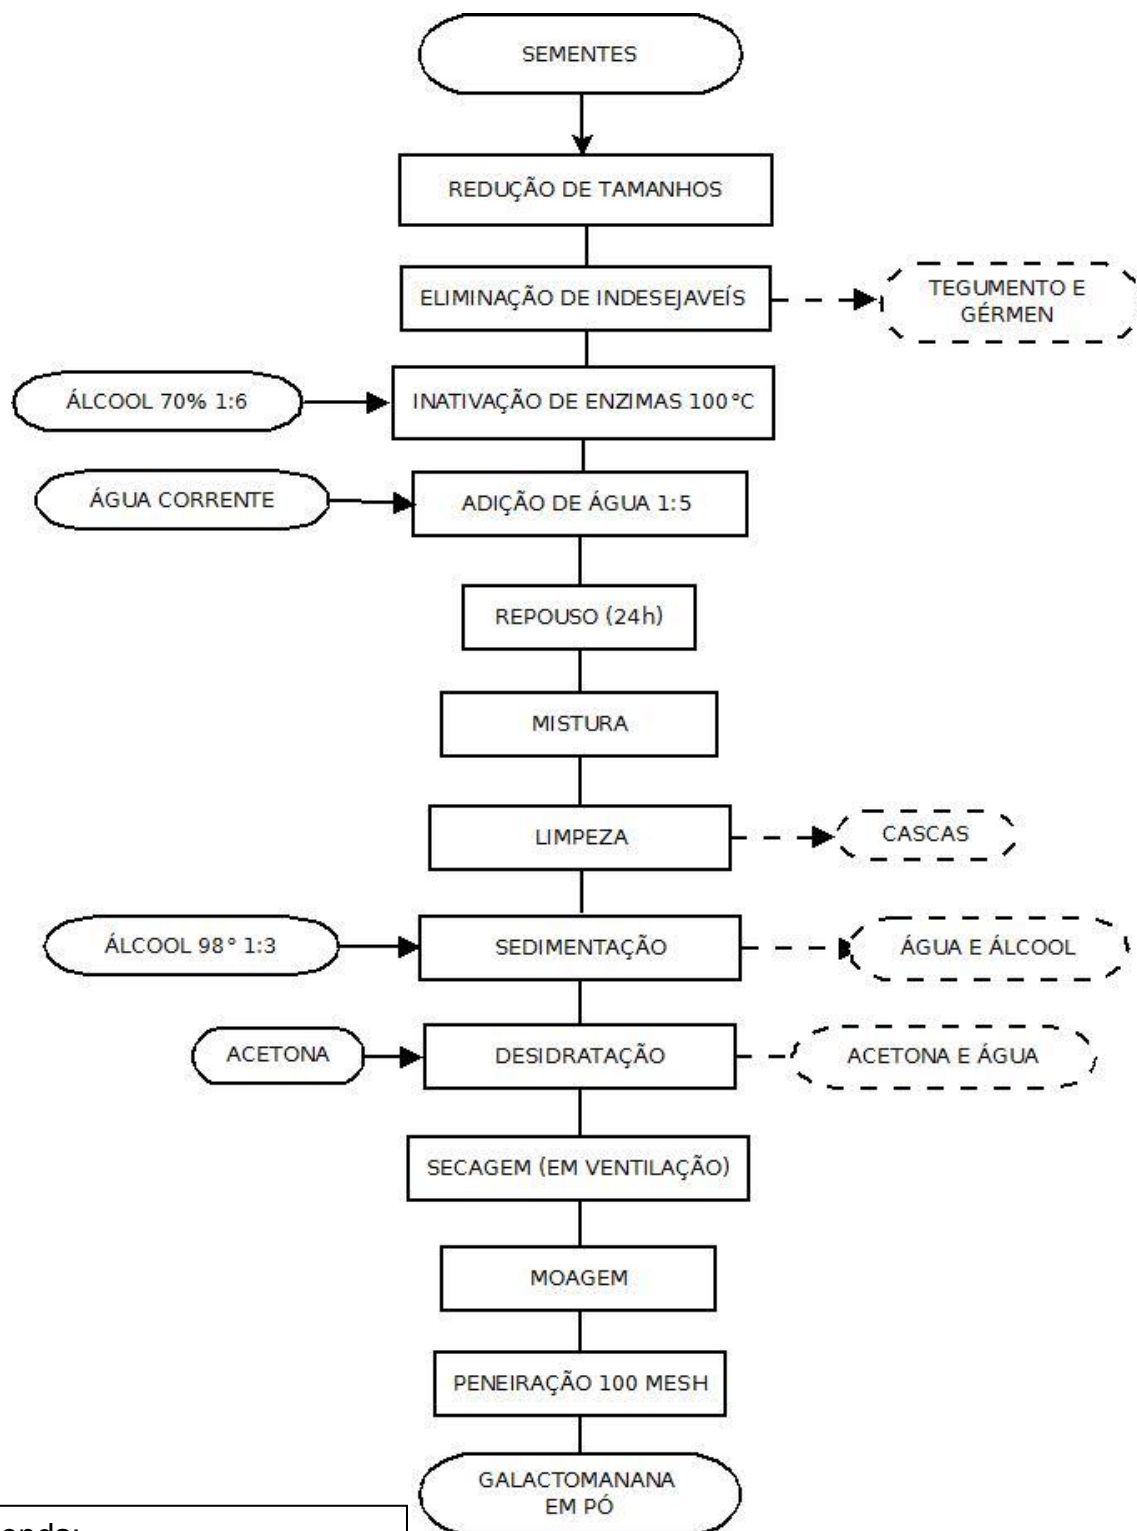 SEMENTES
REDUÇÃO DE TAMANHOS
ELIMINAÇÃO DE INDESEJAVEÍS
TEGUMENTO E
GÉRMEN
ÁLCOOL 70% 1:6
INATIVAÇÃO DE ENZIMAS 100°C
ÁGUA CORRENTE
ADIÇÃO DE ÁGUA 1:5
REPOUSO (24h)
MISTURA
LIMPEZA
CASCAS
ÁLCOOL 98° 1:3
SEDIMENTAÇÃO
ÁGUA E ÁLCOOL
ACETONA
DESIDRATAÇÃO
ACETONA E ÁGUA
SECAGEM (EM VENTILAÇÃO)
MOAGEM
PENEIRAÇÃO 100 MESH
GALACTOMANANA
EM PÓ